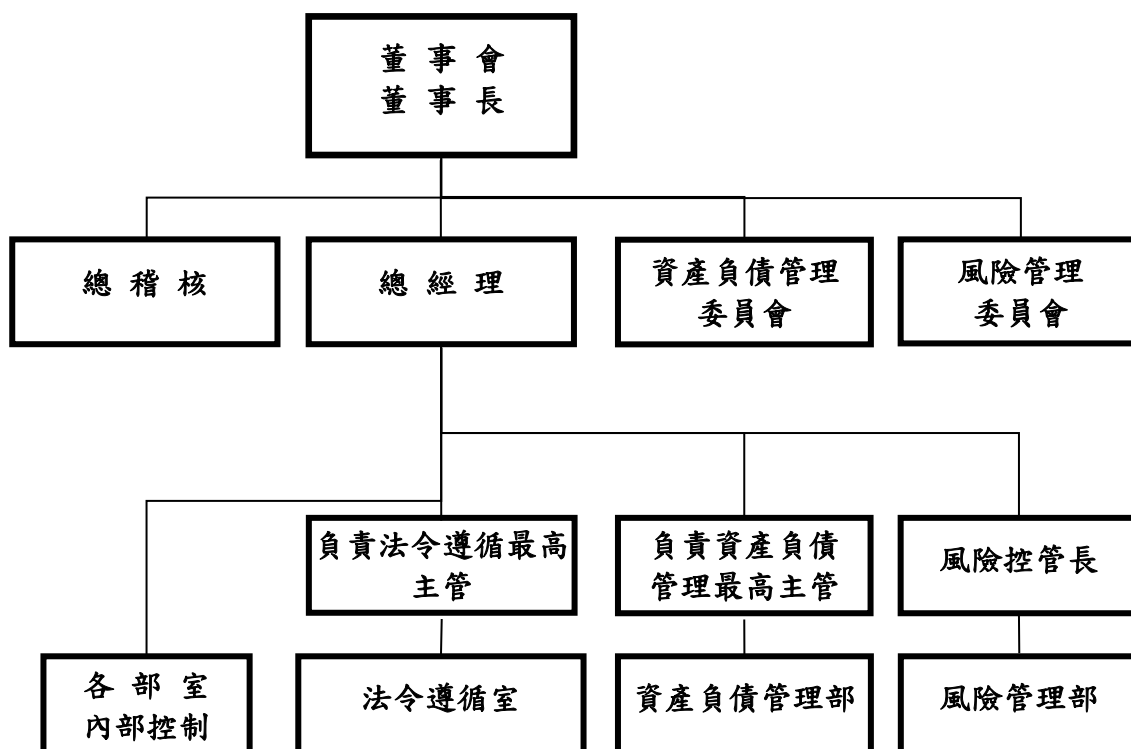 董 事 會
董 事 長
總 稽 核
總 經 理
資產負債管理
委員會
風險管理
委員會
負責法令遵循最高
主管
負責資產負債
管理最高主管
風險控管長
各 部 室
內部控制
法令遵循室
資產負債管理部
風險管理部